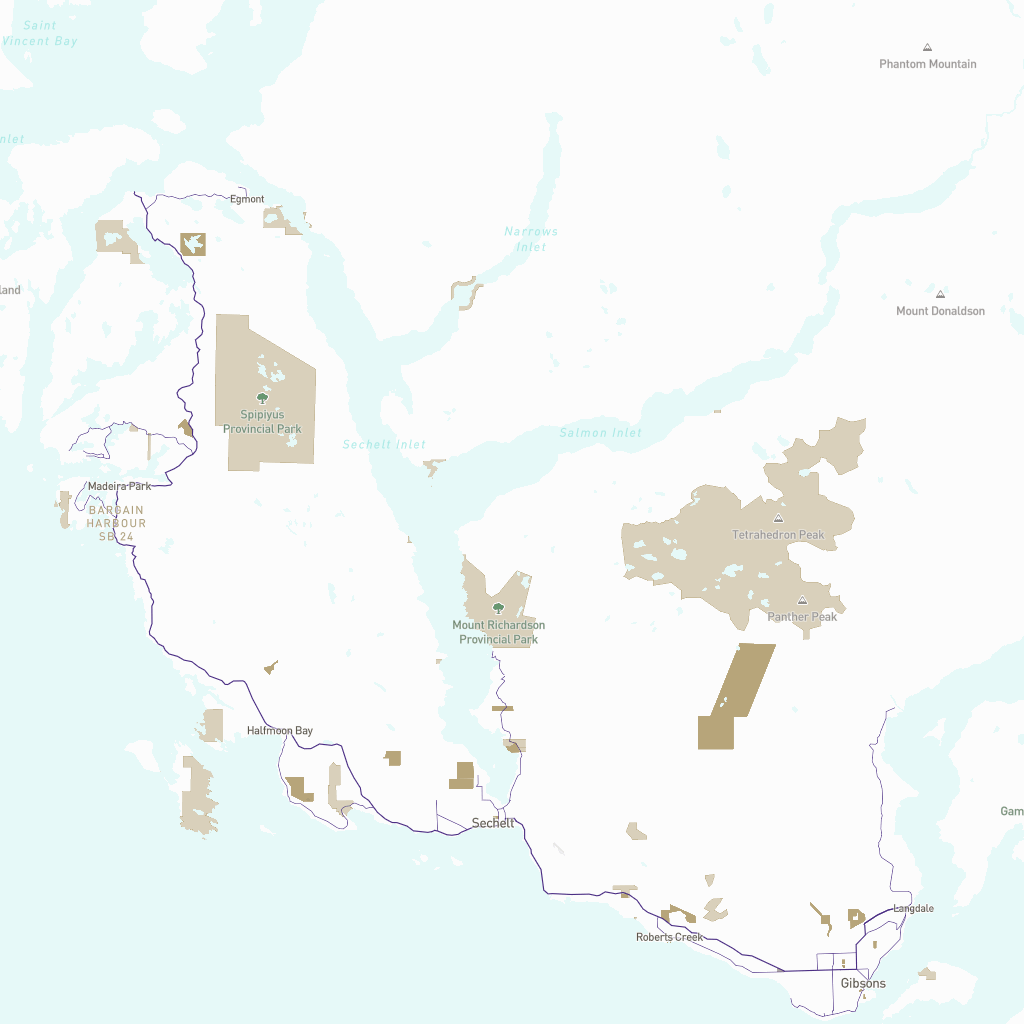 Saint
Vincent Bay
Phantom Mountain
nlet
Egmont
Narrows
Inlet
land
Mount Donaldson
Spipiyus
Provincial Park
Sechelt Inlet
Salmon Inlet
Madeira Park
BARGAIN
HARBOUR
SB 24
Tetrahedron Peak
Panther Peak
Mount Richardson
Provincial Park
Halfmoon Bay
Gam
Sechelt
Langdale
Roberts Creek
Gibsons